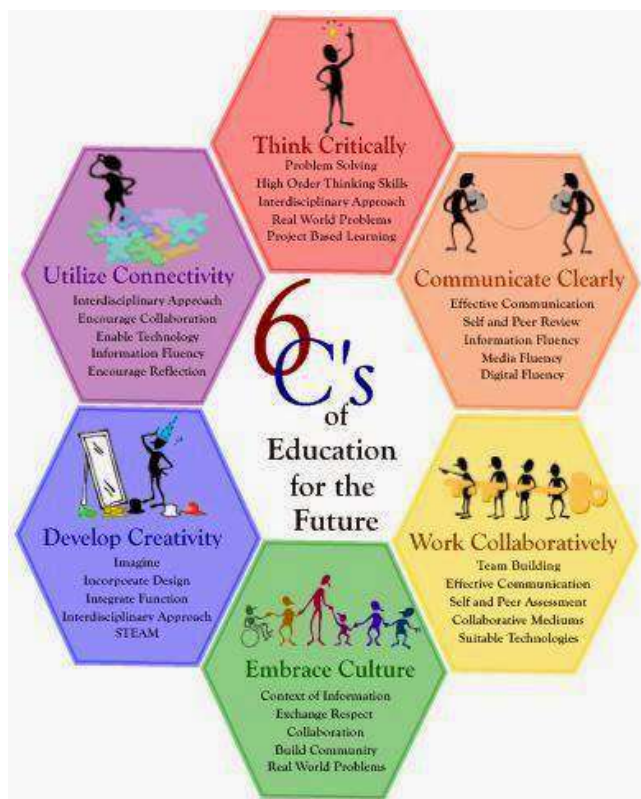 Think Critically
Problem Solving
High Order Thinking Skills
Interdisciplinary Approach
Real World Problems
Project Based Learning
Utilize Connectivity
Interdisciplinary Approach
Encourage Collaboration
Enable Technology
Information Fluency
Encourage Reflection
Communicate Clearly
Effective Communication
Self and Peer Review
Information Fluency
Media Fluency
Digital Fluency
6
C's
of
Education
for the
Future
Develop Creativity
Imagine
Incorporate Design
Integrate Function
Interdisciplinary Approach
STEAM
Work Collaboratively
Team Building
Effective Communication
Self and Peer Assessment
Collaborative Mediums
Suitable Technologies
Embrace Culture
Context of Information
Exchange Respect
Collaboration
Build Community
Real World Problems